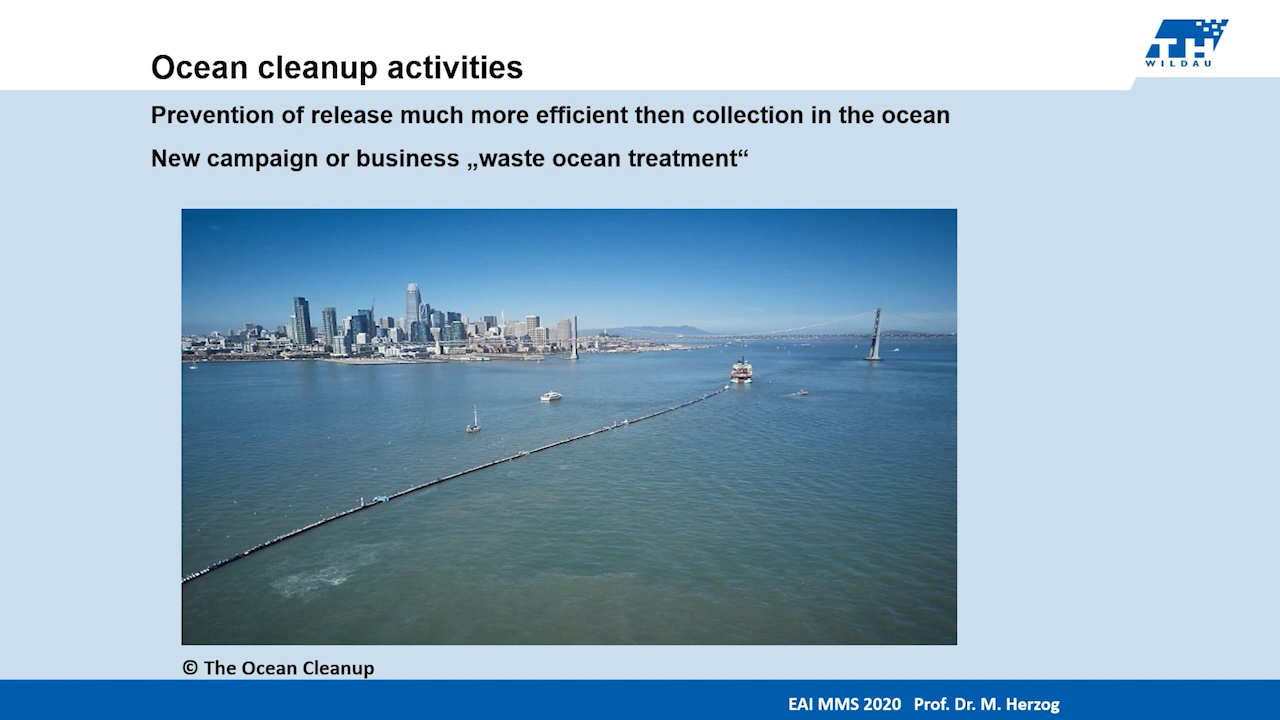 TH
WILDAU
Ocean cleanup activities
Prevention of release much more efficient then collection in the ocean
New campaign or business „waste ocean treatment“
© The Ocean Cleanup
EAI MMS 2020 Prof. Dr. M. Herzog